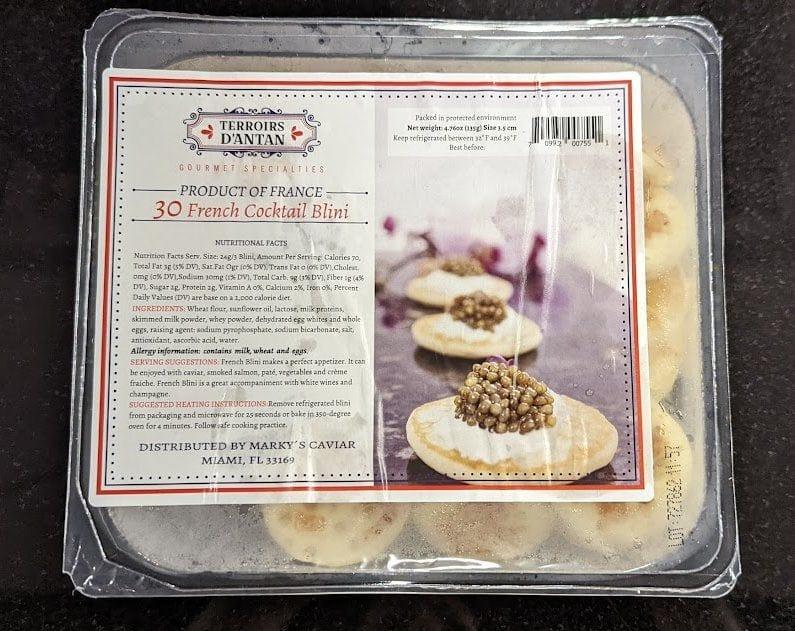 TERROIRS
D'ANTAN
GOURMET SPECIALTIES
PRODUCT OF FRANCE
30 French Cocktail Blini
NUTRITIONAL FACTS
Nutrition Facts Serv. Size: 24g/3 Blini, Amount Per Serving: Calories 70,
Total Fat 3g (5% DV), Sat.Fat 0gr (0% DV), Trans Fat 0 (0% DV), Cholest.
0mg (0% DV), Sodium 30mg (1% DV), Total Carb. 9g (3% DV), Fiber 1g (4%
DV), Sugar 2g, Protein 2g, Vitamin A 0%, Calcium 2%, Iron 0%, Percent
Daily Values (DV) are base on a 2,000 calorie diet.
INGREDIENTS: Wheat flour, sunflower oil, lactose, milk proteins,
skimmed milk powder, whey powder, dehydrated egg whites and whole
eggs, raising agent: sodium pyrophosphate, sodium bicarbonate, salt,
antioxidant, ascorbic acid, water.
Allergy information: contains milk, wheat and eggs.
SERVING SUGGESTIONS: French Blini makes a perfect appetizer. It can
be enjoyed with caviar, smoked salmon, paté, vegetables and crème
fraiche. French Blini is a great accompaniment with white wines and
champagne.
SUGGESTED HEATING INSTRUCTIONS: Remove refrigerated blini
from packaging and microwave for 25 seconds or bake in 350-degree
oven for 4 minutes. Follow safe cooking practice.
DISTRIBUTED BY MARKY´S CAVIAR
MIAMI, FL 33169
Packed in protected environment
Net weight: 4.76oz (135g) Size 3.5 cm
Keep refrigerated between 32°F and 39°F
Best before:
7 0992 00755 1
LOT:727862 11:57